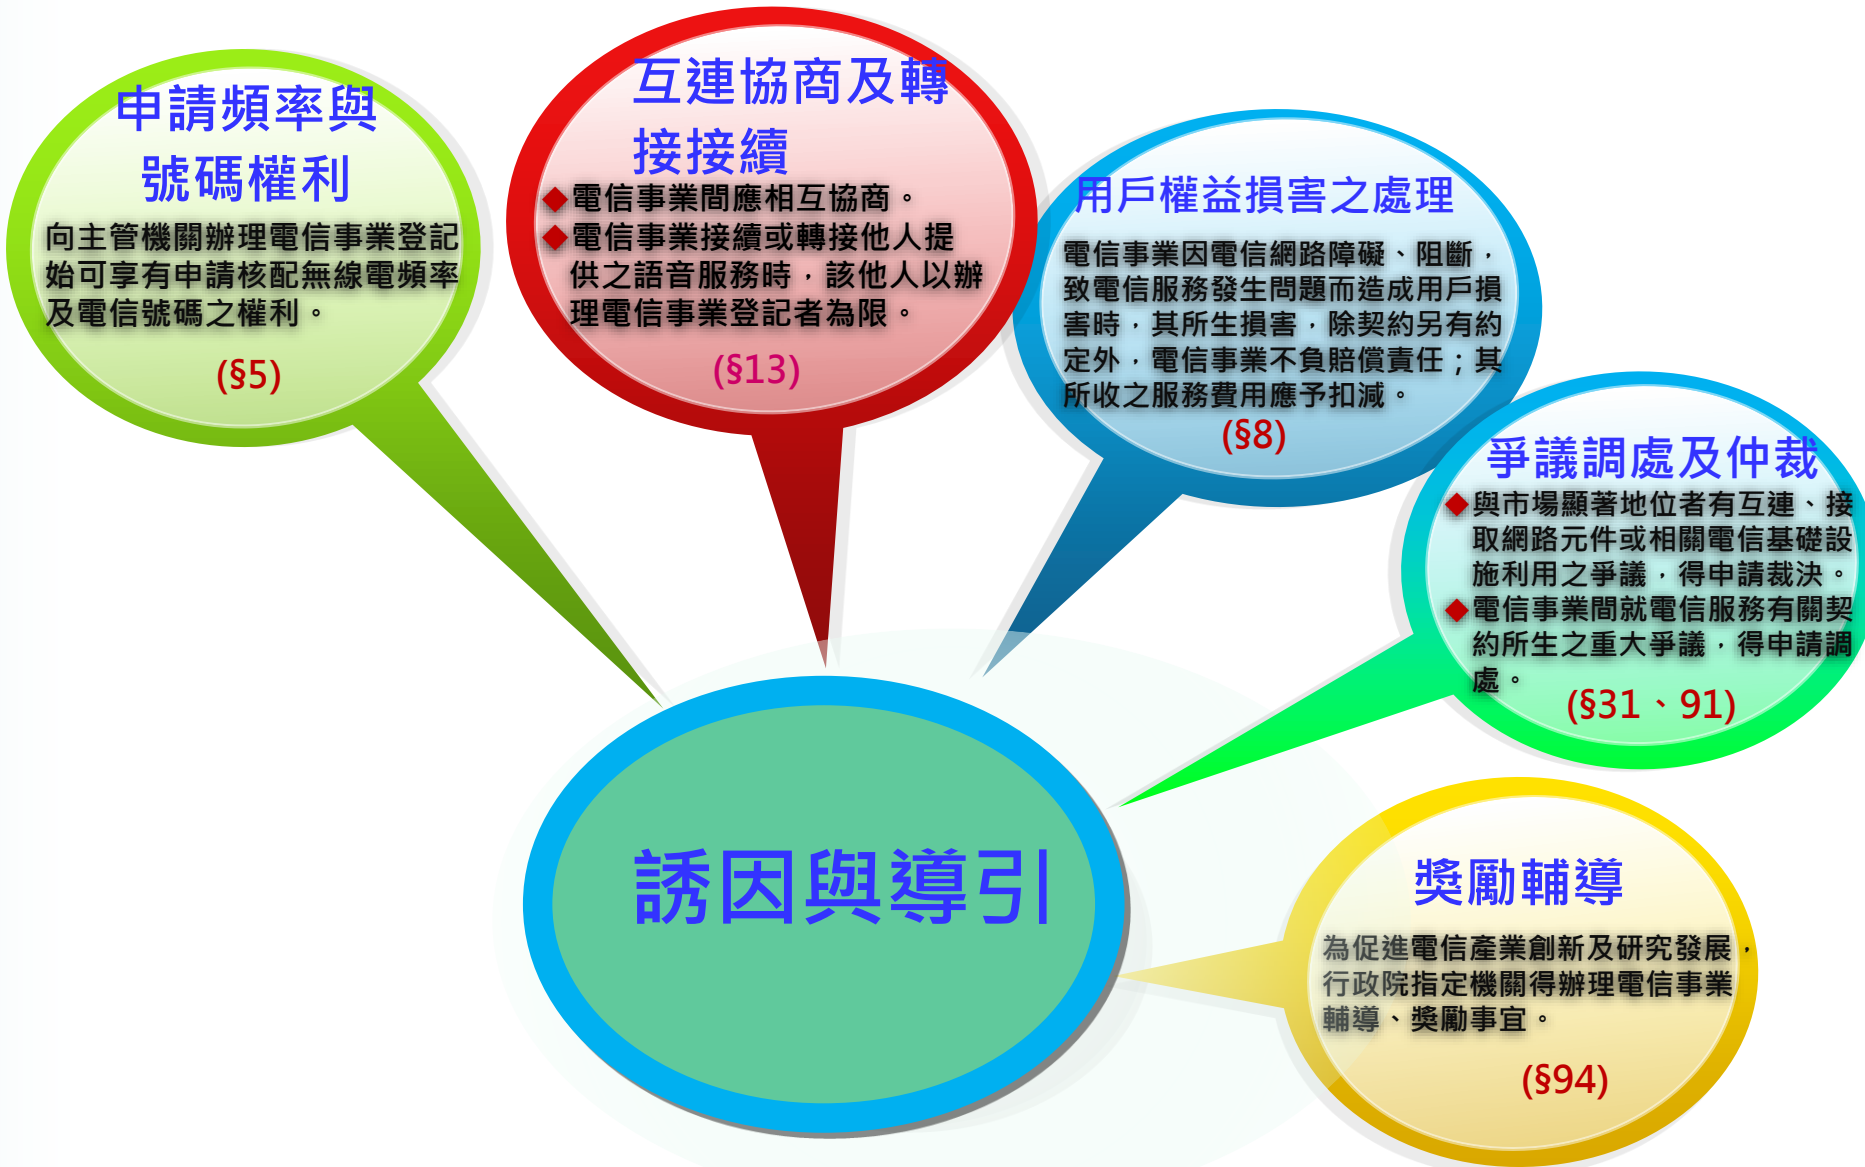 申請頻率與
號碼權利
向主管機關辦理電信事業登記
始可享有申請核配無線電頻率
及電信號碼之權利。
(§5)
互連協商及轉
接接續
◆電信事業間應相互協商。
◆電信事業接續或轉接他人提
供之語音服務時，該他人以辦
理電信事業登記者為限。
(§13)
用戶權益損害之處理
電信事業因電信網路障礙、阻斷，
致電信服務發生問題而造成用戶損
害時，其所生損害，除契約另有約
定外，電信事業不負賠償責任；其
所收之服務費用應予扣減。
(§8)
爭議調處及仲裁
◆與市場顯著地位者有互連、接
取網路元件或相關電信基礎設
施利用之爭議，得申請裁決。
◆電信事業間就電信服務有關契
約所生之重大爭議，得申請調
處。
(§31、91)
獎勵輔導
為促進電信產業創新及研究發展，
行政院指定機關得辦理電信事業
輔導、獎勵事宜。
(§94)
誘因與導引